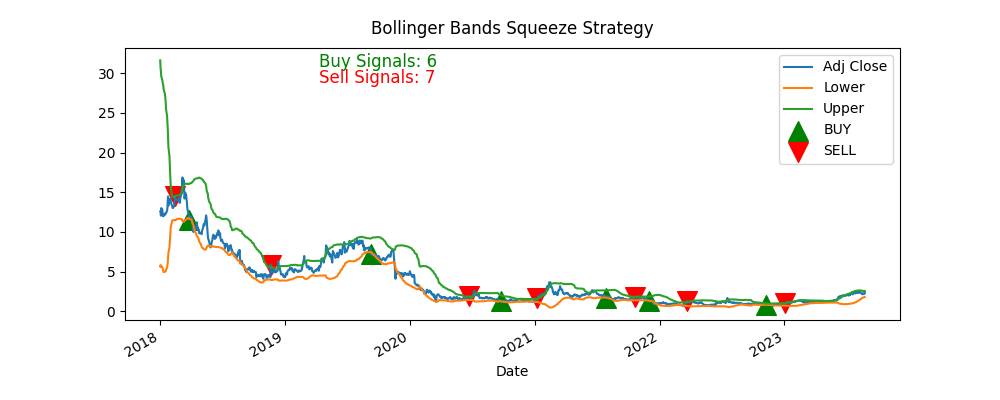 Bollinger Bands Squeeze Strategy
Buy Signals: 6
Sell Signals: 7
Adj Close
Lower
Upper
BUY
SELL
30
25
20
15
10
5
0
2018
2019
2020
2021
2022
2023
Date